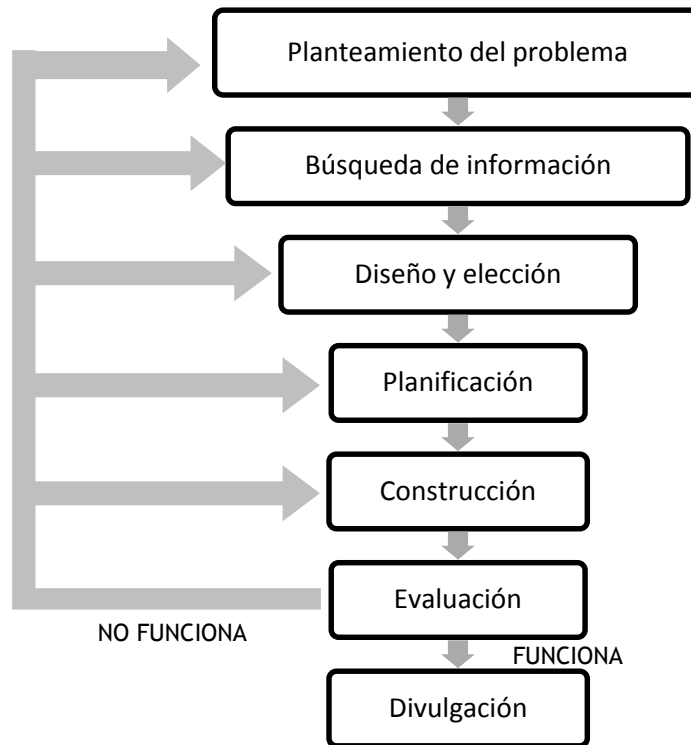 Planteamiento del problema
Búsqueda de información
Diseño y elección
Planificación
Construcción
Evaluación
NO FUNCIONA
FUNCIONA
Divulgación